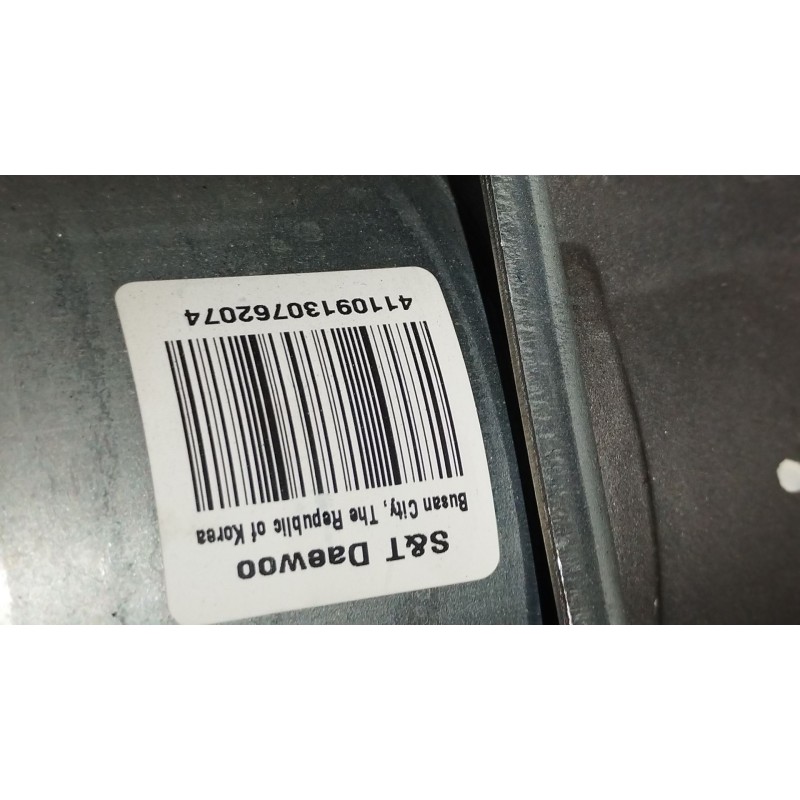 S&T Daewoo
Busan City, The Republic of Korea
41109130762074